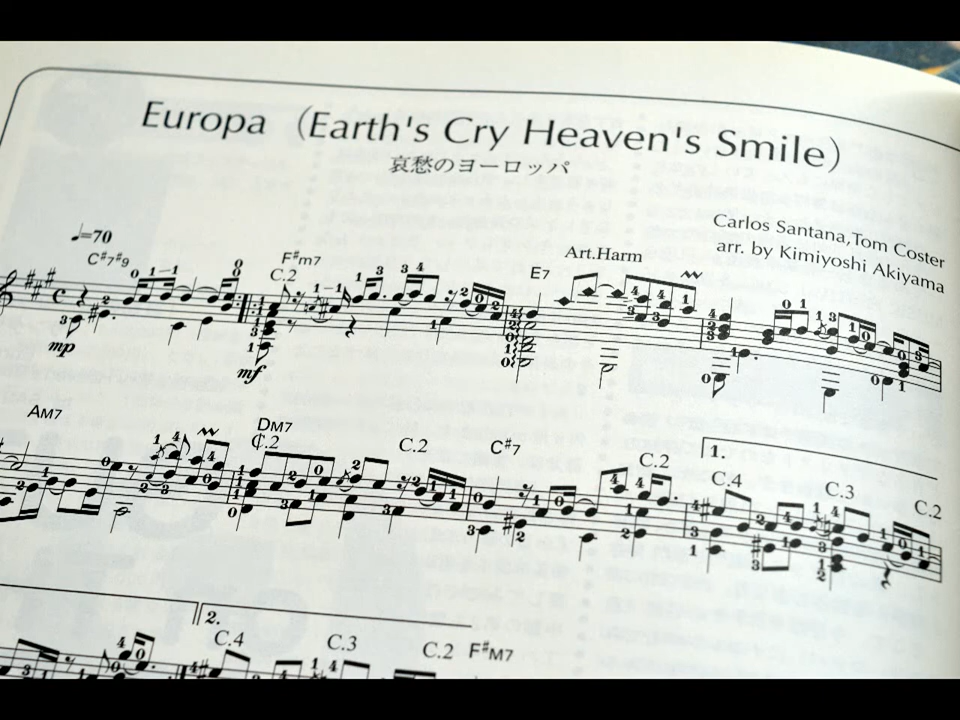 Europa (Earth's Cry Heaven's Smile)
哀愁のヨーロッパ
Carlos Santana,Tom Coster
arr. by Kimiyoshi Akiyama
♩=70
C#7#9 F#m7 E7 Art.Harm
C.2
mp mf
AM7 DM7 C.2 C#7 C.2 1.
₵.2 C.4 C.3 C.2
2.
C.4 C.3 C.2 F#M7